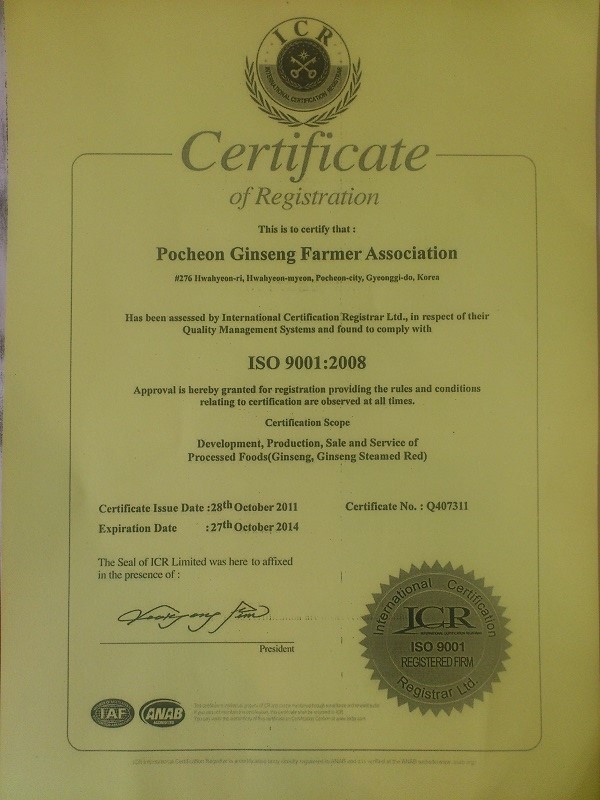 ICR
INTERNATIONAL CERTIFICATION REGISTRAR
Certificate
of Registration
This is to certify that :
Pocheon Ginseng Farmer Association
#276 Hwahyeon-ri, Hwahyeon-myeon, Pocheon-city, Gyeonggi-do, Korea
Has been assessed by International Certification Registrar Ltd., in respect of their
Quality Management Systems and found to comply with
ISO 9001:2008
Approval is hereby granted for registration providing the rules and conditions
relating to certification are observed at all times.
Certification Scope
Development, Production, Sale and Service of
Processed Foods(Ginseng, Ginseng Steamed Red)
Certificate Issue Date :28th October 2011
Certificate No. : Q407311
Expiration Date :27th October 2014
The Seal of ICR Limited was here to affixed
in the presence of :
President
International Certification
ICR
ISO 9001
REGISTERED FIRM
Registrar Ltd.
IAF
ANAB